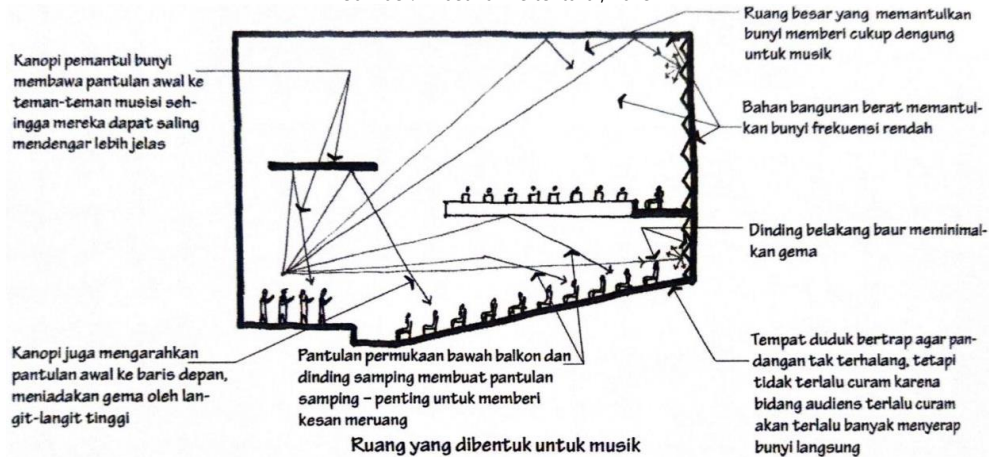 Ruang besar yang memantulkan
bunyi memberi cukup dengung
untuk musik
Kanopi pemantul bunyi
membawa pantulan awal ke
teman-teman musisi seh-
ingga mereka dapat saling
mendengar lebih jelas
Bahan bangunan berat memantul-
kan bunyi frekuensi rendah
Dinding belakang baur meminimal-
kan gema
Kanopi juga mengarahkan
pantulan awal ke baris depan,
meniadakan gema oleh lan-
git-langit tinggi
Pantulan permukaan bawah balkon dan
dinding samping membuat pantulan
samping – penting untuk memberi
kesan meruang
Tempat duduk bertrap agar pan-
dangan tak terhalang, tetapi
tidak terlalu curam karena
bidang audiens terlalu curam
akan terlalu banyak menyerap
bunyi langsung
Ruang yang dibentuk untuk musik